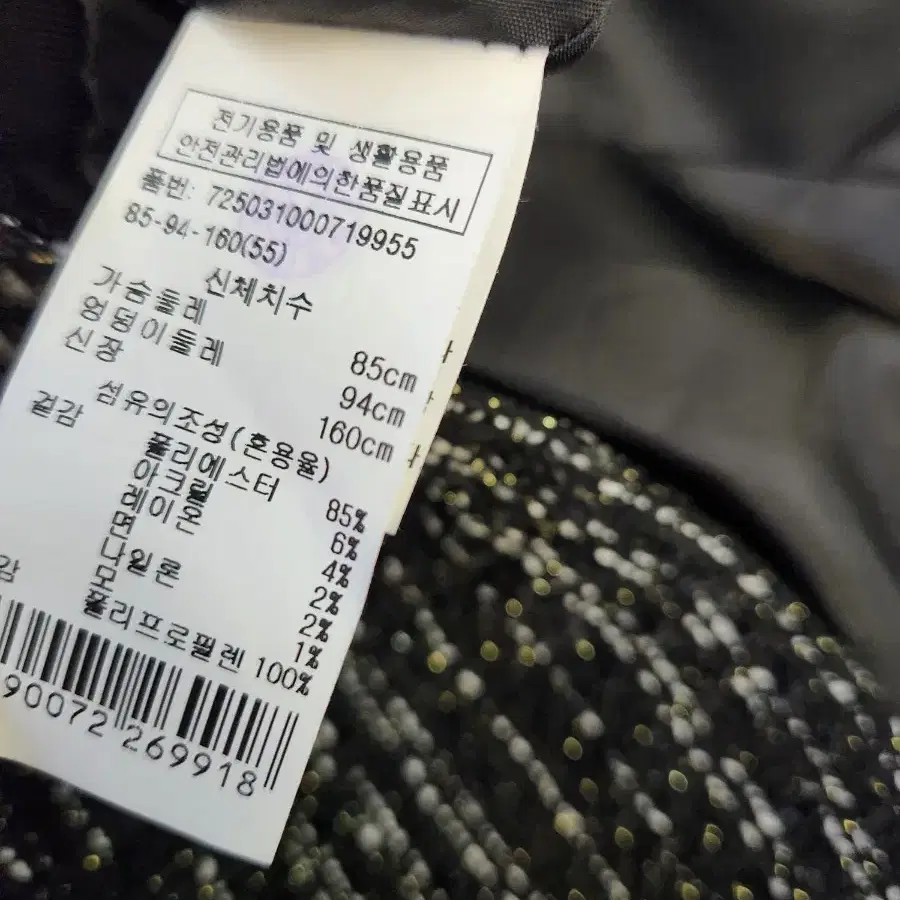 전기용품 및 생활용품
안전관리법에의한품질표시
품번: 725031000719955
85-94-160(55)
신체치수
가슴둘레 85cm
엉덩이둘레 94cm
신장 160cm
섬유의조성(혼용율)
겉감 폴리에스터 85%
아크릴 6%
레이온 4%
면 2%
나일론 2%
모 1%
감 폴리프로필렌 100%
90072 269918